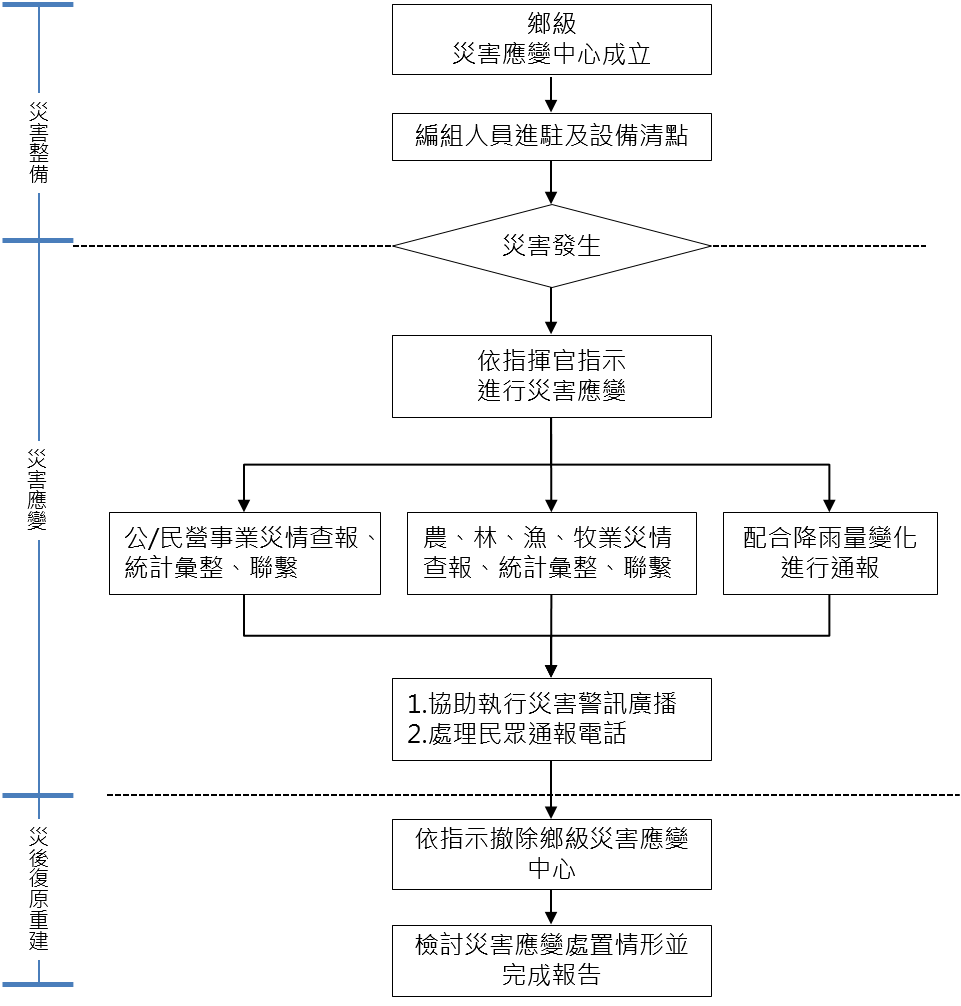 鄉級
災害應變中心成立
編組人員進駐及設備清點
災害整備
災害發生
依指揮官指示
進行災害應變
災害應變
公/民營事業災情查報、
統計彙整、聯繫
農、林、漁、牧業災情
查報、統計彙整、聯繫
配合降雨量變化
進行通報
1.協助執行災害警訊廣播
2.處理民眾通報電話
災後復原重建
依指示撤除鄉級災害應變
中心
檢討災害應變處置情形並
完成報告